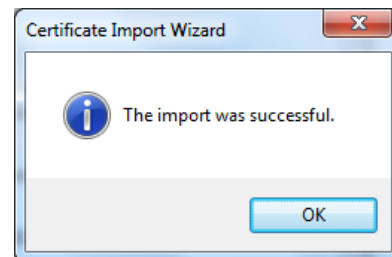 Certificate Import Wizard
The import was successful.
OK